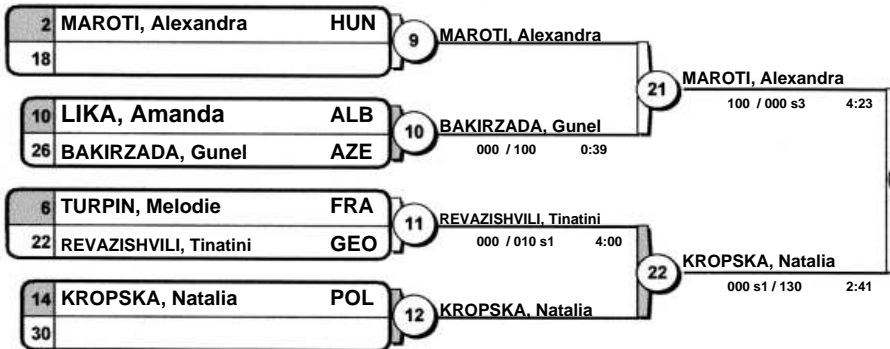 2 MAROTI, Alexandra HUN
18
9
MAROTI, Alexandra
10 LIKA, Amanda ALB
26 BAKIRZADA, Gunel AZE
10
BAKIRZADA, Gunel
000 / 100 0:39
21
MAROTI, Alexandra
100 / 000 s3 4:23
6 TURPIN, Melodie FRA
22 REVAZISHVILI, Tinatini GEO
11
REVAZISHVILI, Tinatini
000 / 010 s1 4:00
14 KROPSKA, Natalia POL
30
12
KROPSKA, Natalia
22
KROPSKA, Natalia
000 s1 / 130 2:41